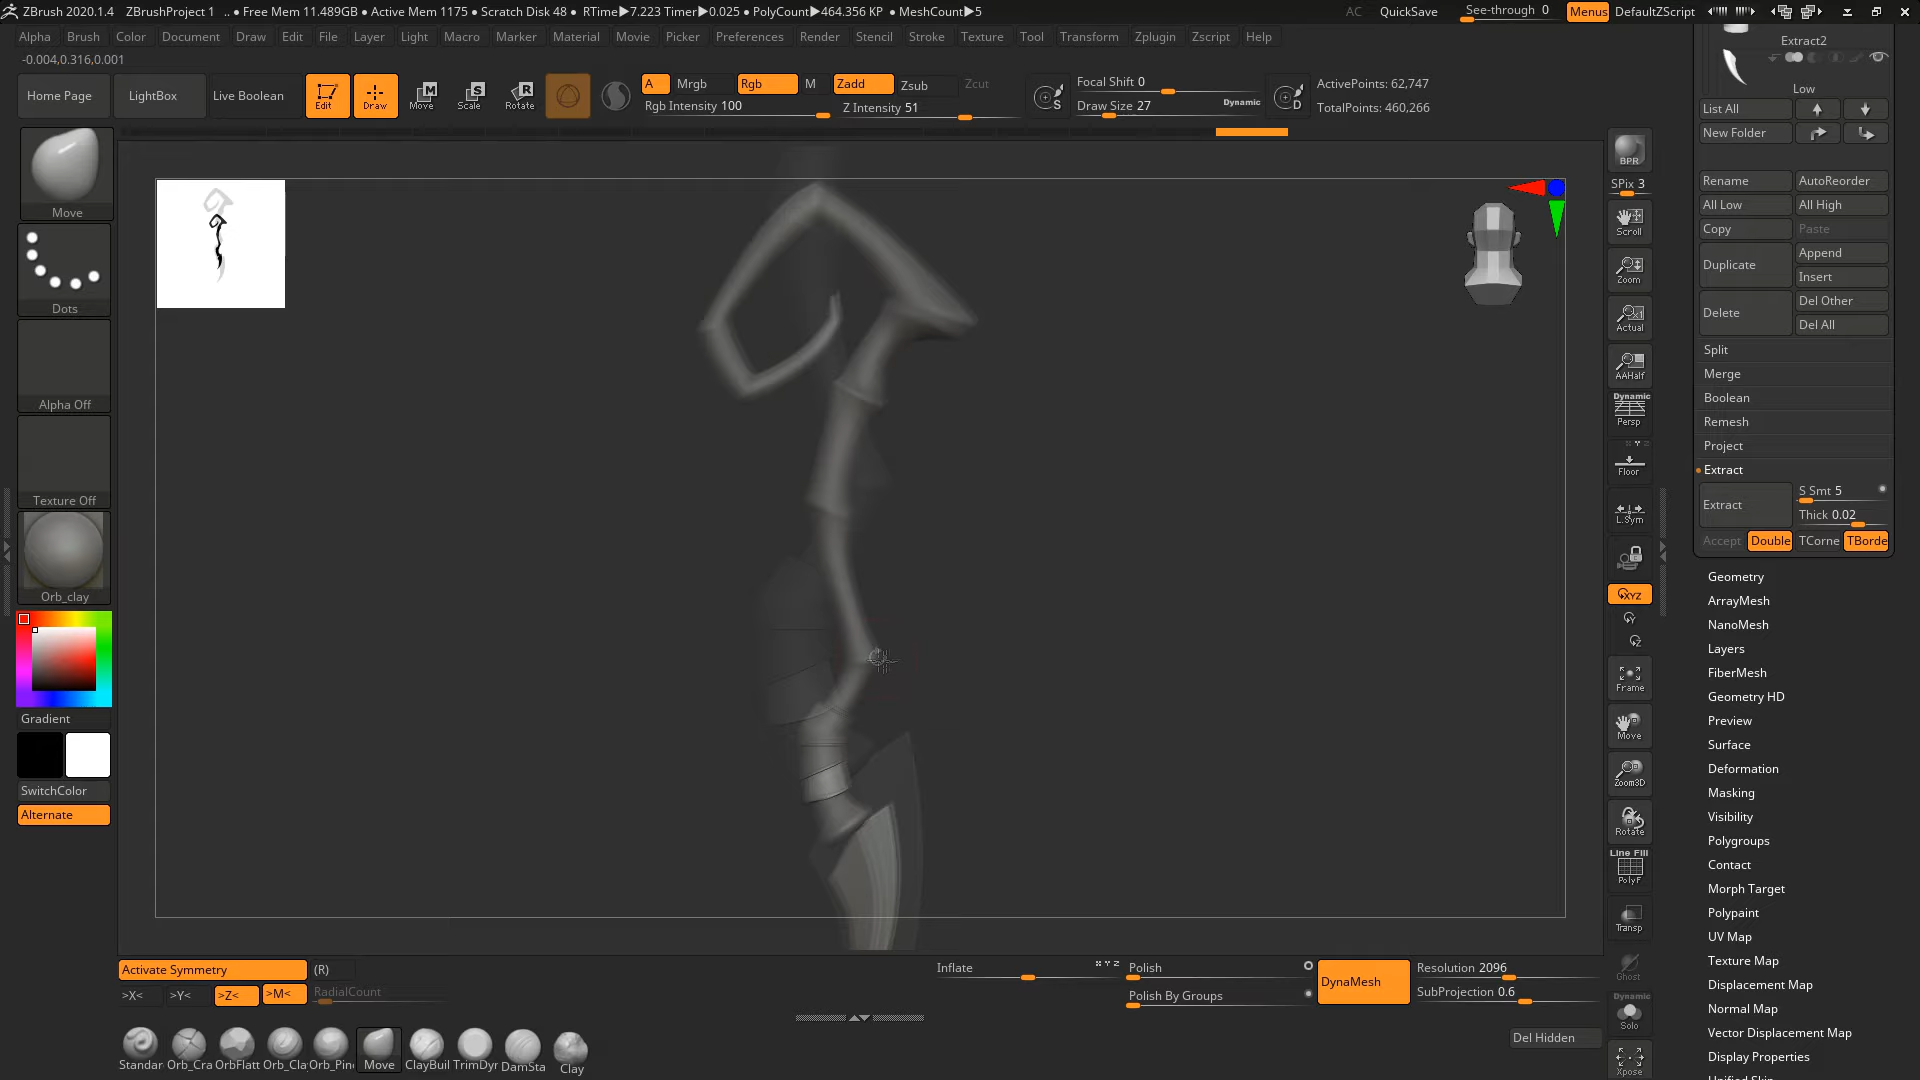 ZBrush 2020.1.4 ZBrushProject 1 .. ● Free Mem 11.489GB ● Active Mem 1175 ● Scratch Disk 48 ● RTime▶7.223 Timer▶0.025 ● PolyCount▶464.356 KP ● MeshCount▶5 AC QuickSave See-through 0 Menus DefaultZScript
Alpha Brush Color Document Draw Edit File Layer Light Macro Marker Material Movie Picker Preferences Render Stencil Stroke Texture Tool Transform Zplugin Zscript Help
-0.004,0.316,0.001
Home Page LightBox Live Boolean Edit Draw Move Scale Rotate
A Mrgb Rgb M Zadd Zsub Zcut
Rgb Intensity 100 Z Intensity 51
Focal Shift 0
Draw Size 27 Dynamic
ActivePoints: 62,747
TotalPoints: 460,266
Move
Dots
Alpha Off
Texture Off
Orb_clay
Gradient
SwitchColor
Alternate
BPR
SPix 3
Scroll
Zoom
Actual
AAHalf
Dynamic
Persp
Floor
L.Sym
XYZ
Y
Z
Frame
Move
Zoom3D
Rotate
Line Fill
PolyF
Transp
Ghost
Dynamic
Solo
Xpose
Extract2
Low
List All
New Folder
Rename AutoReorder
All Low All High
Copy Paste
Duplicate Append
Insert
Delete Del Other
Del All
Split
Merge
Boolean
Remesh
Project
Extract
Extract S Smt 5
Thick 0.02
Accept Double TCorne TBorde
Geometry
ArrayMesh
NanoMesh
Layers
FiberMesh
Geometry HD
Preview
Surface
Deformation
Masking
Visibility
Polygroups
Contact
Morph Target
Polypaint
UV Map
Texture Map
Displacement Map
Normal Map
Vector Displacement Map
Display Properties
Activate Symmetry (R)
>X< >Y< >Z< >M< RadialCount
Inflate X Y Z Polish
Polish By Groups
DynaMesh
Resolution 2096
SubProjection 0.6
Del Hidden
Standar Orb_Cra OrbFlatt Orb_Cla Orb_Pin Move ClayBuil TrimDyr DamSta Clay